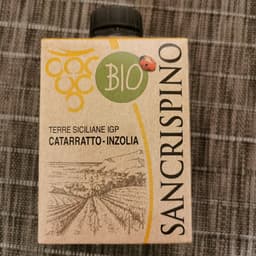 BIO
TERRE SICILIANE IGP
CATARRATTO-INZOLIA
SANCRISPINO